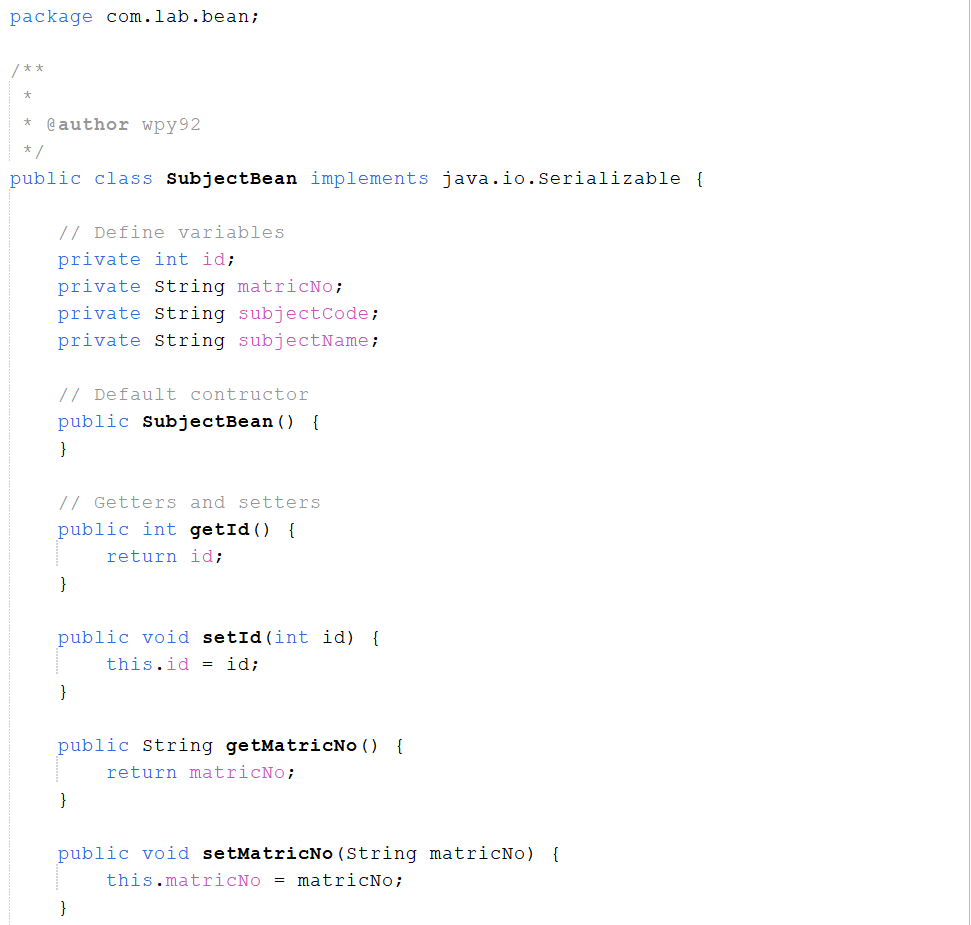 package com.lab.bean;
/**
*
* @author wpy92
*/
public class SubjectBean implements java.io.Serializable {
// Define variables
private int id;
private String matricNo;
private String subjectCode;
private String subjectName;
// Default contructor
public SubjectBean() {
}
// Getters and setters
public int getId() {
return id;
}
public void setId(int id) {
this.id = id;
}
public String getMatricNo() {
return matricNo;
}
public void setMatricNo(String matricNo) {
this.matricNo = matricNo;
}